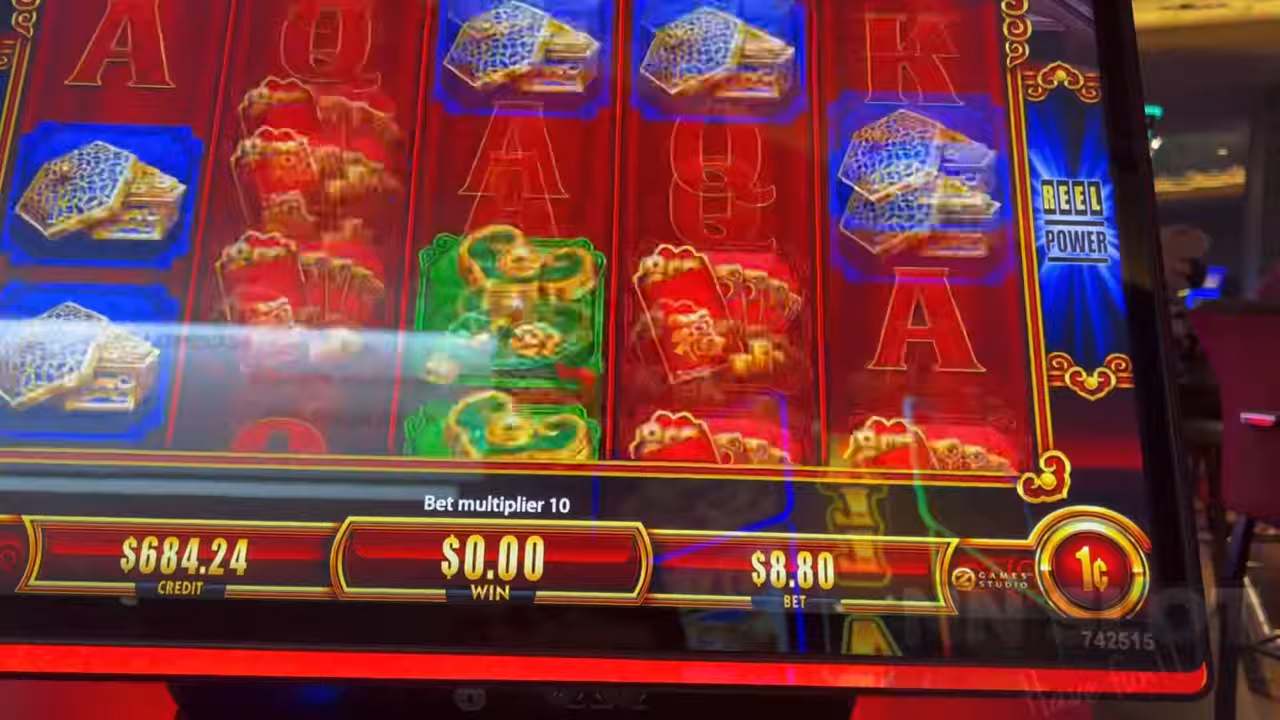 A Q K
A Q
REEL
POWER
A
Bet multiplier 10
$684.24
CREDIT
$0.00
WIN
$8.80
BET
GAMES
STUDIO
1¢
742515